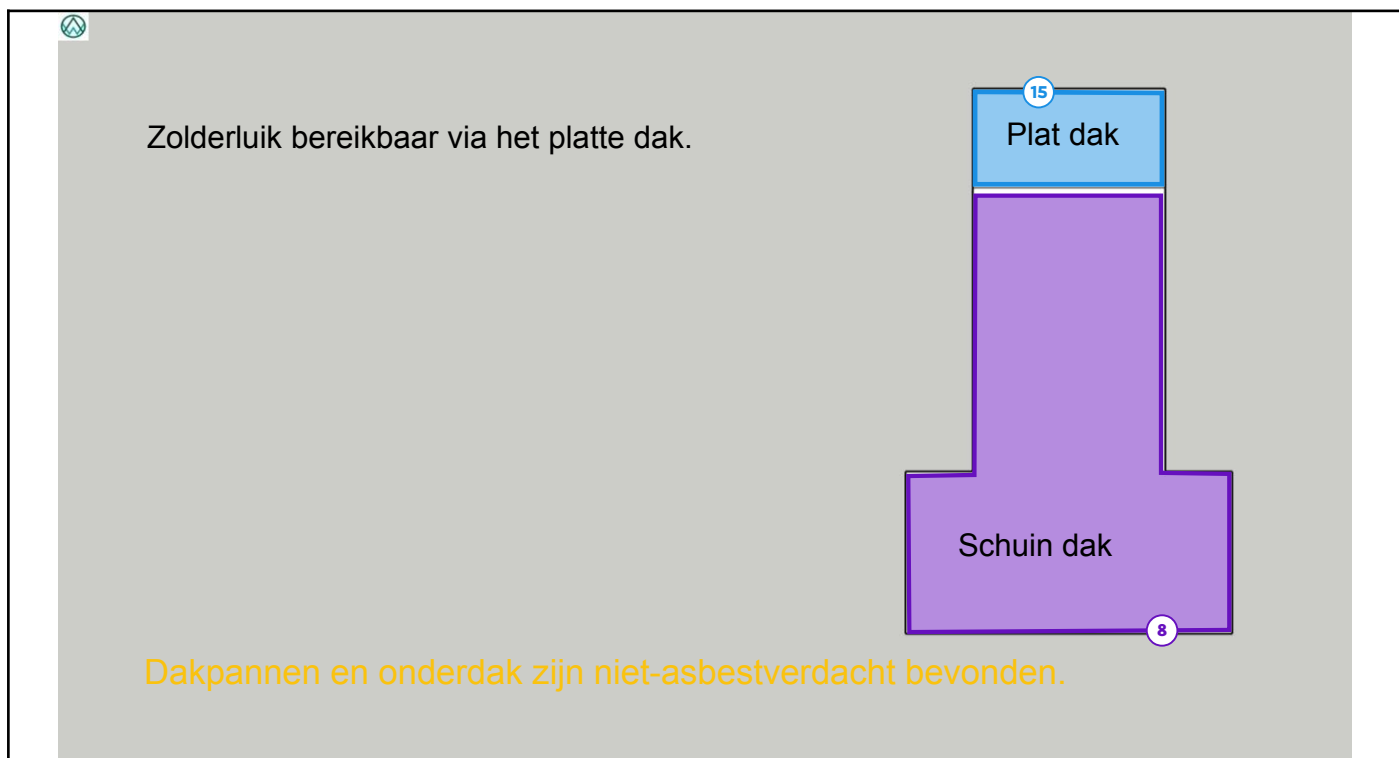 15
Zolderluik bereikbaar via het platte dak.
Plat dak
Schuin dak
8
Dakpannen en onderdak zijn niet-asbestverdacht bevonden.